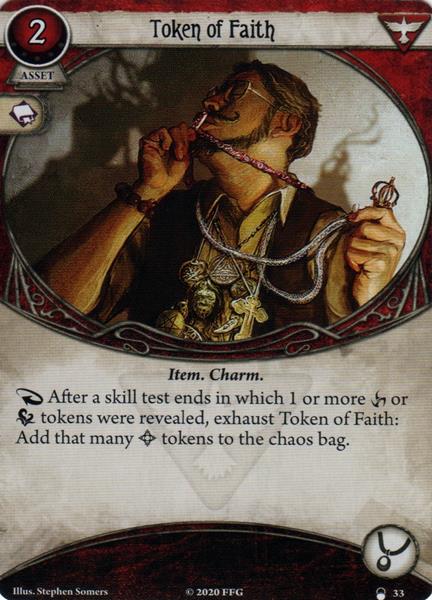 Token of Faith
2
ASSET
Item. Charm.
After a skill test ends in which 1 or more or
tokens were revealed, exhaust Token of Faith:
Add that many tokens to the chaos bag.
Illus. Stephen Somers
© 2020 FFG
33